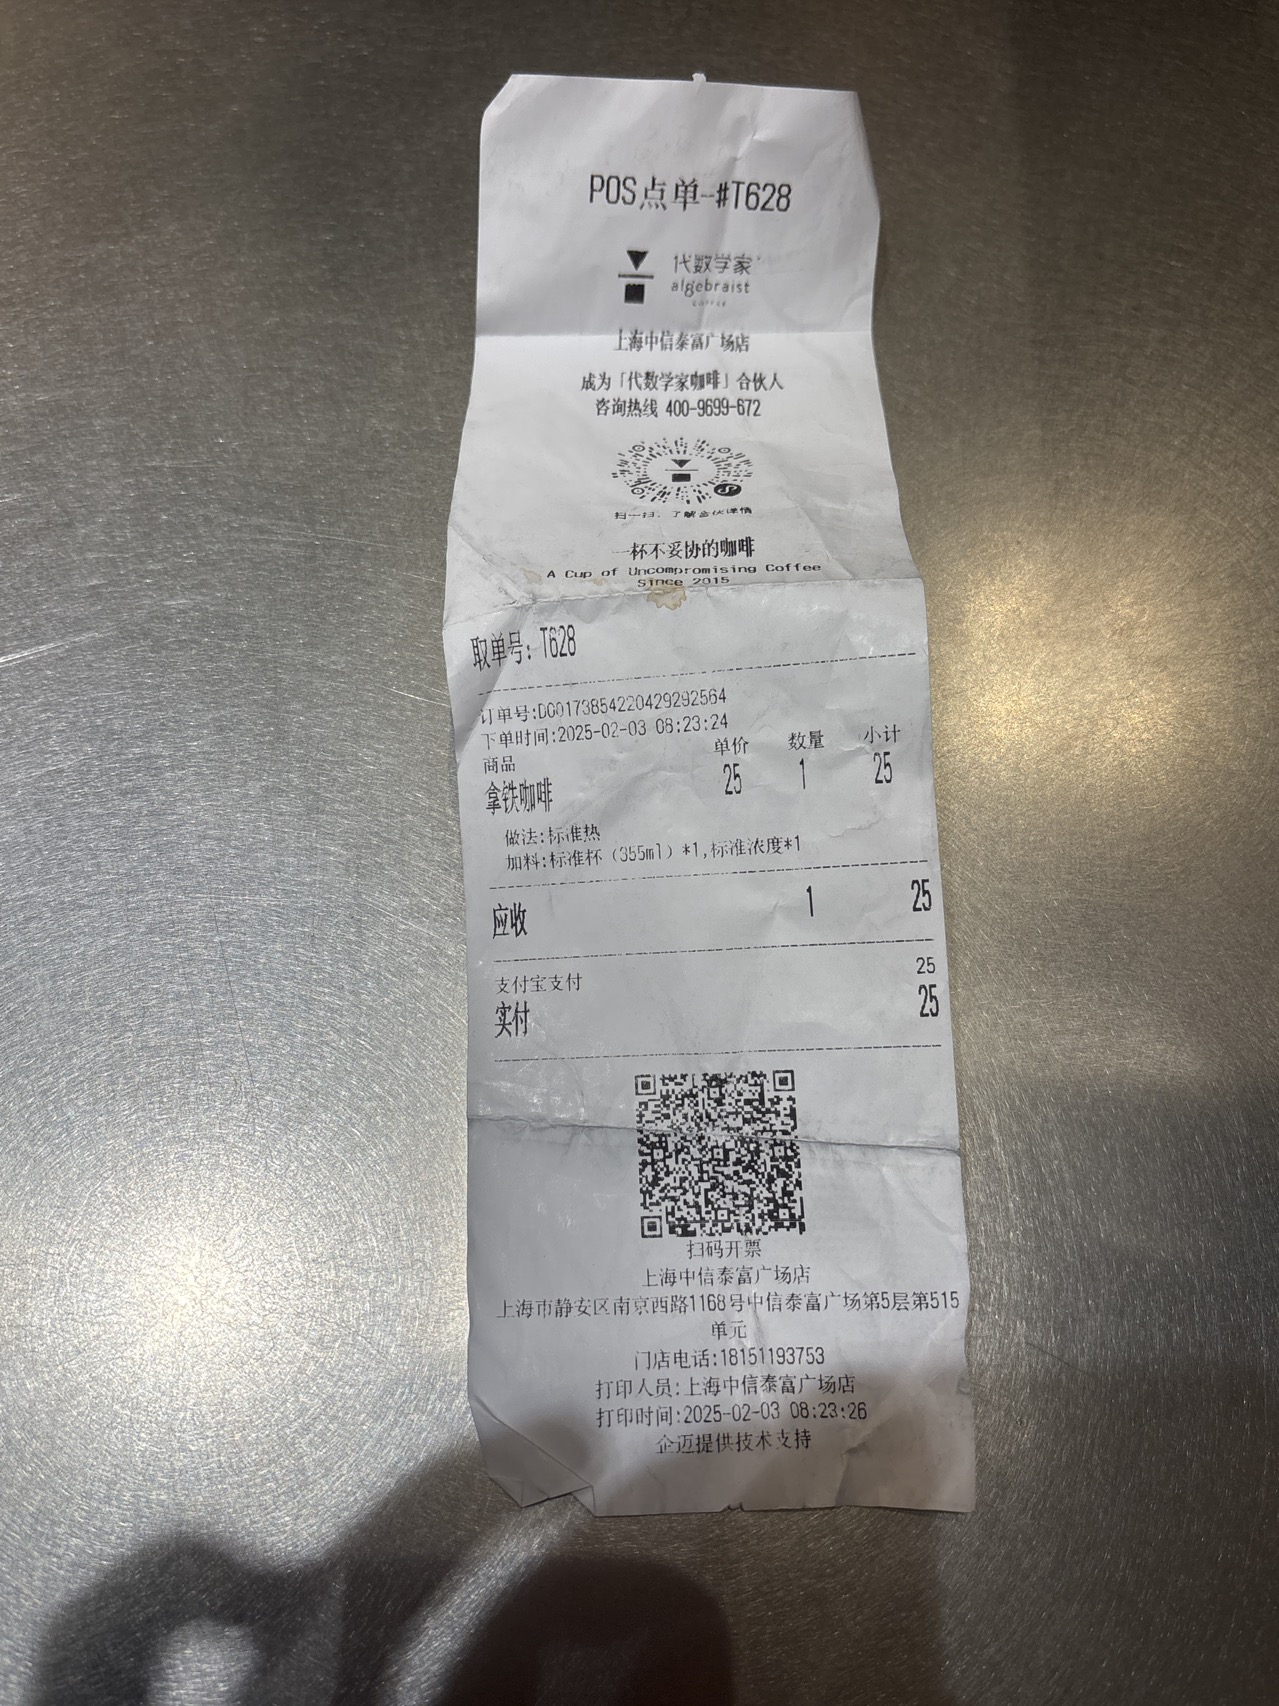 POS点单-#T628
代数学家
algebraist
coffee
上海中信泰富广场店
成为「代数学家咖啡」合伙人
咨询热线 400-9699-672
扫一扫，了解合伙详情
一杯不妥协的咖啡
A Cup of Uncompromising Coffee
Since 2015
取单号: T628
订单号:DC01738542204292​92564
下单时间:2025-02-03 08:23:24
商品 单价 数量 小计
拿铁咖啡 25 1 25
做法:标准热
加料:标准杯（355ml）*1,标准浓度*1
应收 1 25
支付宝支付 25
实付 25
扫码开票
上海中信泰富广场店
上海市静安区南京西路1168号中信泰富广场第5层第515
单元
门店电话:18151193753
打印人员:上海中信泰富广场店
打印时间:2025-02-03 08:23:26
企迈提供技术支持